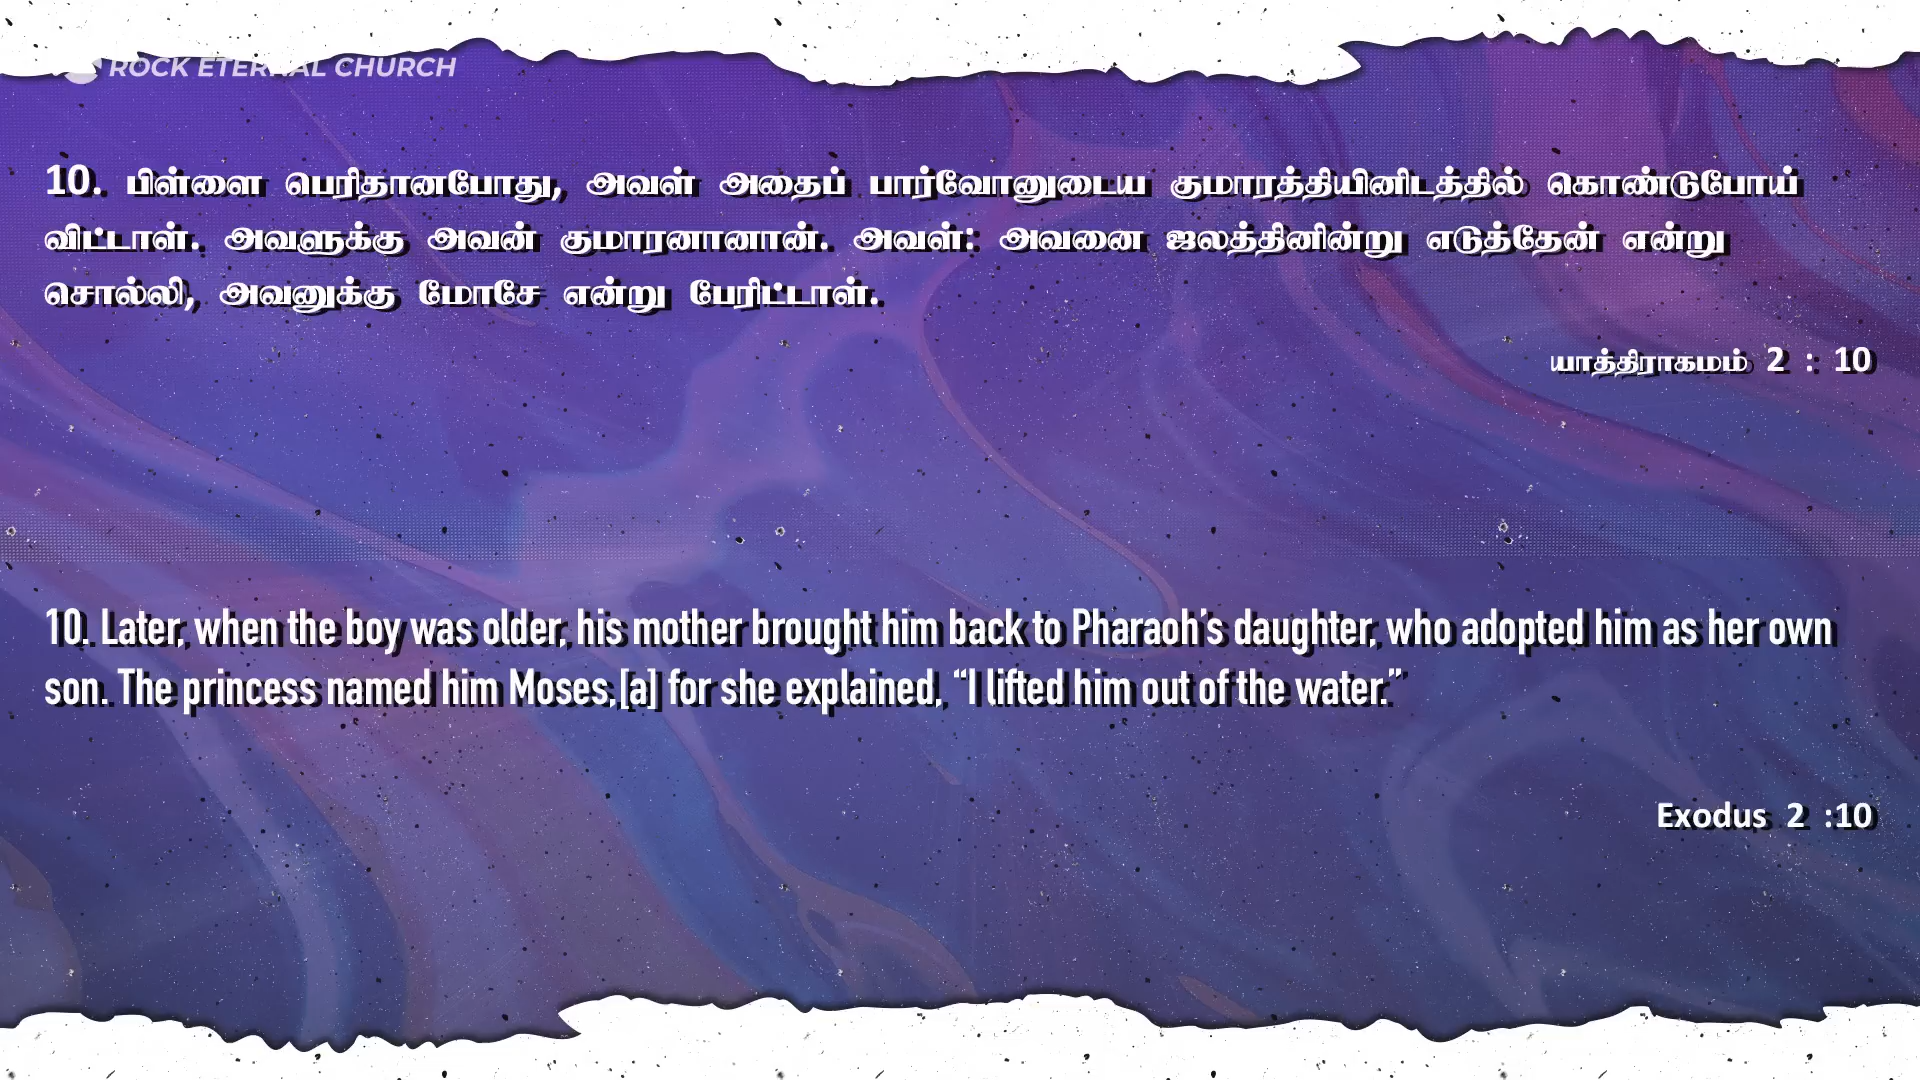 ROCK ETERNAL CHURCH
10. பிள்ளை பெரிதானபோது, அவள் அதைப் பார்வோனுடைய குமாரத்தியினிடத்தில் கொண்டுபோய்
விட்டாள். அவளுக்கு அவன் குமாரனானான். அவள்: அவனை ஜலத்தினின்று எடுத்தேன் என்று
சொல்லி, அவனுக்கு மோசே என்று பேரிட்டாள்.
யாத்திராகமம் 2 : 10
10. Later, when the boy was older, his mother brought him back to Pharaoh’s daughter, who adopted him as her own
son. The princess named him Moses,[a] for she explained, “I lifted him out of the water.”
Exodus 2 :10